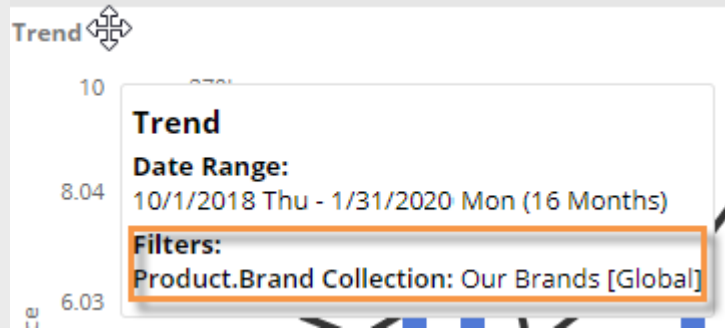 Trend
10
Trend
Date Range:
8.04
10/1/2018 Thu - 1/31/2020 Mon (16 Months)
Filters:
Product.Brand Collection: Our Brands [Global]
6.03